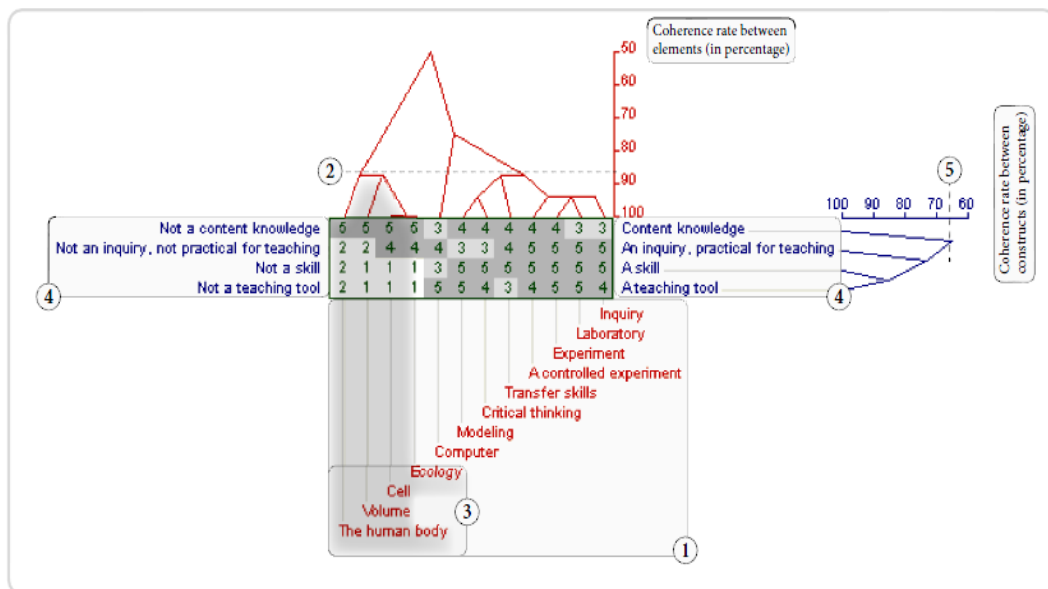 Coherence rate between
elements (in percentage)
50
60
70
80
90
100
2
5
100 90 80 70 60
Coherence rate between
constructs (in percentage)
Not a content knowledge 5 5 5 5 3 4 4 4 4 4 3 3 Content knowledge
Not an inquiry, not practical for teaching 2 2 4 4 4 3 3 4 5 5 5 5 An inquiry, practical for teaching
Not a skill 2 1 1 1 3 5 5 5 5 5 5 5 A skill
Not a teaching tool 2 1 1 1 5 5 4 3 4 5 5 4 A teaching tool
4
4
Inquiry
Laboratory
Experiment
A controlled experiment
Transfer skills
Critical thinking
Modeling
Computer
Ecology
Cell
Volume
The human body
3
1